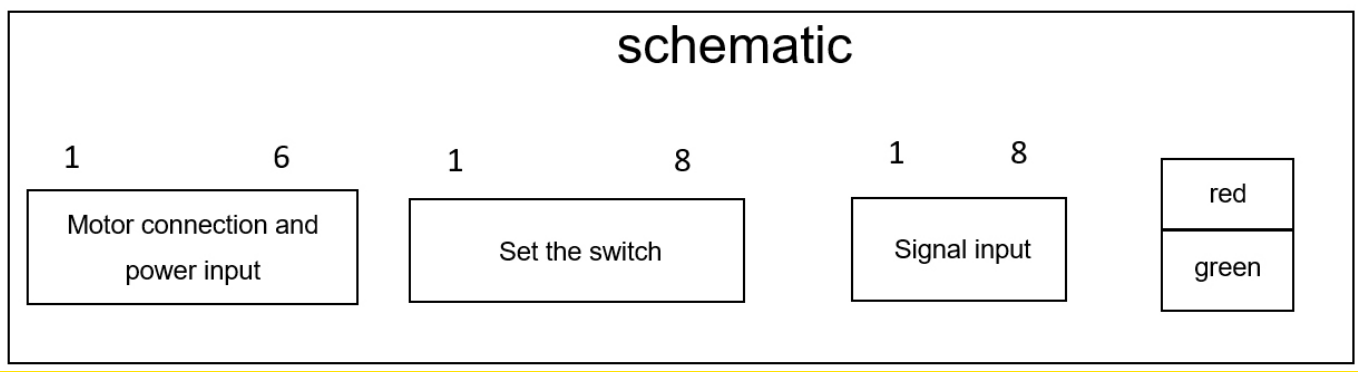 schematic
1 6 1 8 1 8
Motor connection and
power input
Set the switch
Signal input
red
green